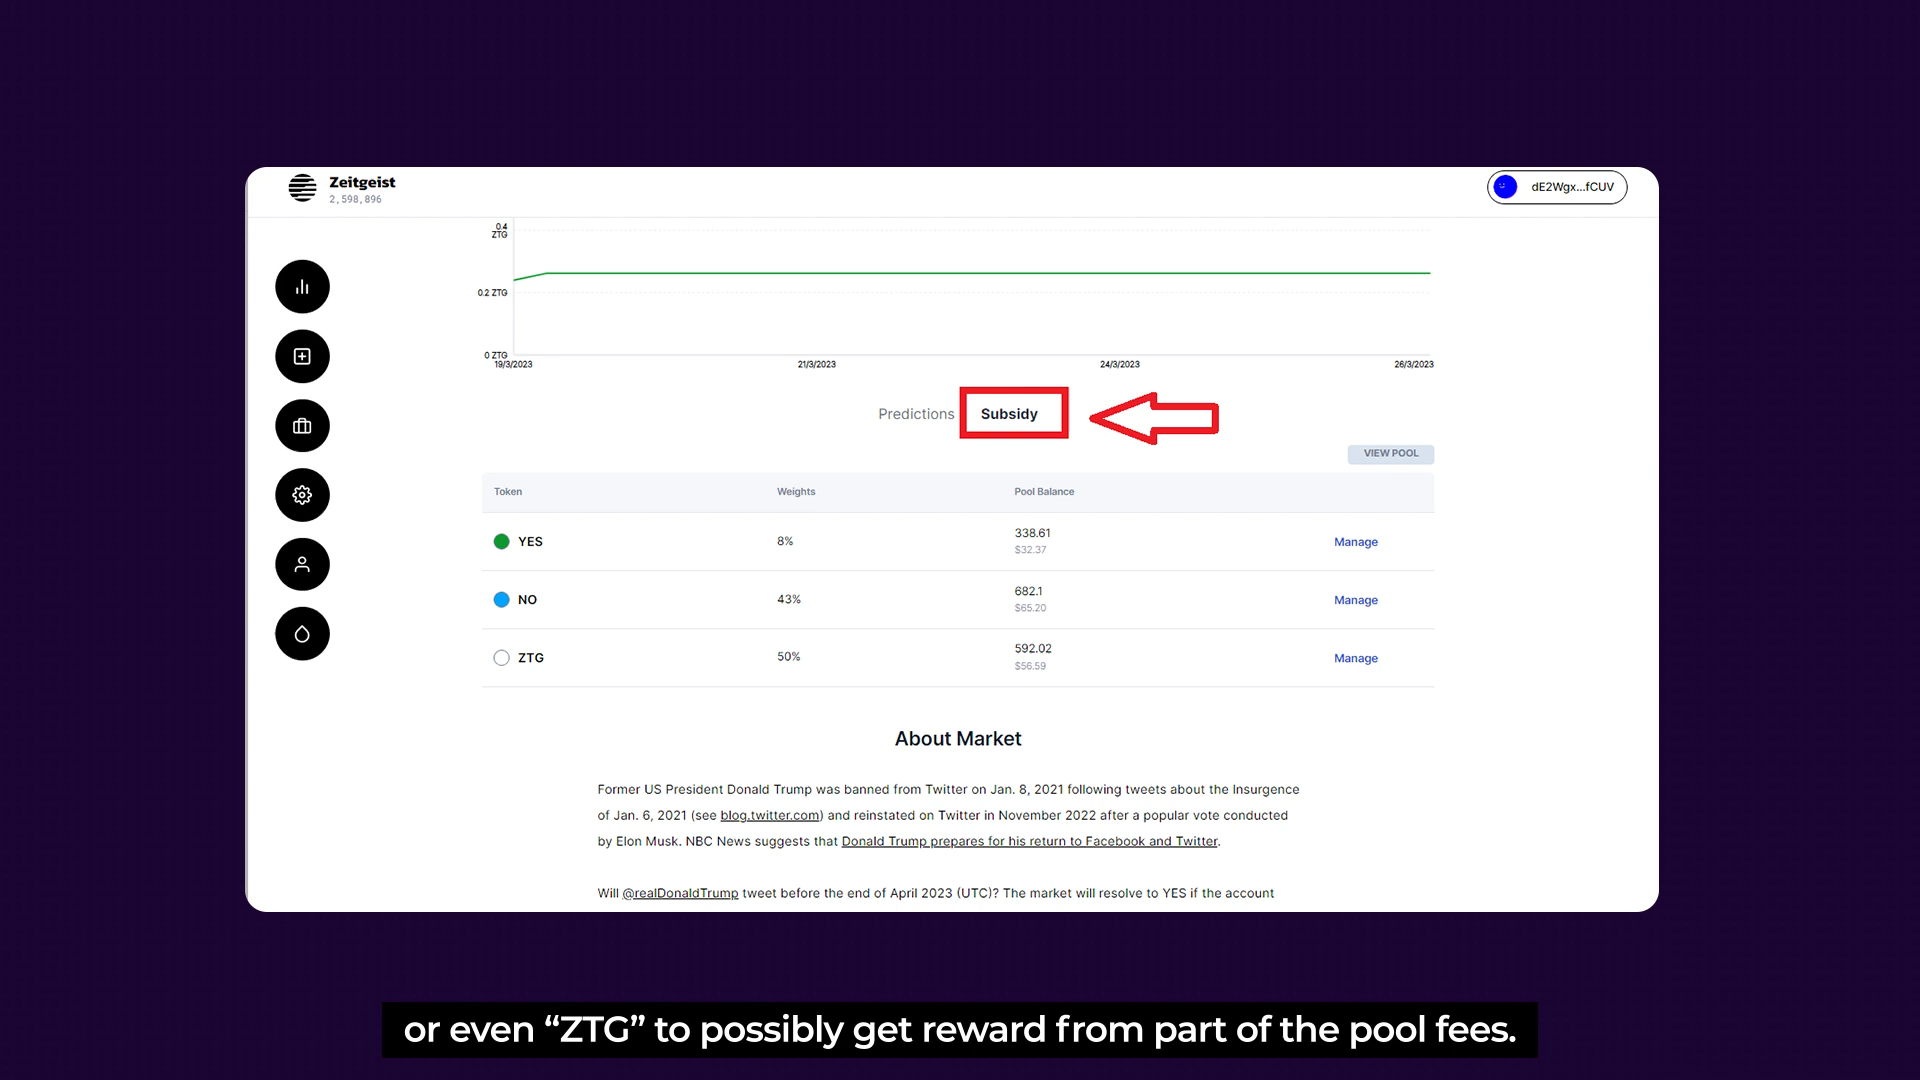 Zeitgeist
2,598,896
dE2Wgx...fCUV
0.4
ZTG
0.2 ZTG
0 ZTG
19/3/2023 21/3/2023 24/3/2023 26/3/2023
Predictions Subsidy
VIEW POOL
Token Weights Pool Balance
YES 8% 338.61 Manage
$32.37
NO 43% 682.1 Manage
$65.20
ZTG 50% 592.02 Manage
$56.59
About Market
Former US President Donald Trump was banned from Twitter on Jan. 8, 2021 following tweets about the Insurgence
of Jan. 6, 2021 (see blog.twitter.com) and reinstated on Twitter in November 2022 after a popular vote conducted
by Elon Musk. NBC News suggests that Donald Trump prepares for his return to Facebook and Twitter.
Will @realDonaldTrump tweet before the end of April 2023 (UTC)? The market will resolve to YES if the account
or even “ZTG” to possibly get reward from part of the pool fees.